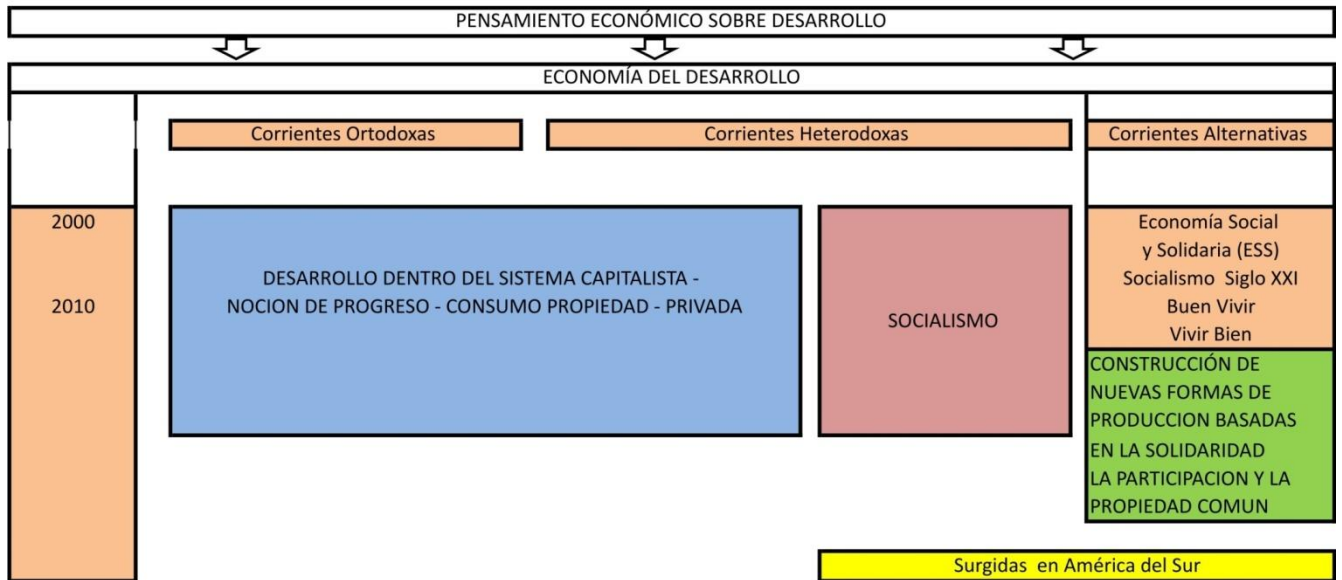 PENSAMIENTO ECONÓMICO SOBRE DESARROLLO
ECONOMÍA DEL DESARROLLO
Corrientes Ortodoxas
Corrientes Heterodoxas
Corrientes Alternativas
2000
2010
DESARROLLO DENTRO DEL SISTEMA CAPITALISTA -
NOCION DE PROGRESO - CONSUMO PROPIEDAD - PRIVADA
SOCIALISMO
Economía Social
y Solidaria (ESS)
Socialismo Siglo XXI
Buen Vivir
Vivir Bien
CONSTRUCCIÓN DE
NUEVAS FORMAS DE
PRODUCCION BASADAS
EN LA SOLIDARIDAD
LA PARTICIPACION Y LA
PROPIEDAD COMUN
Surgidas en América del Sur